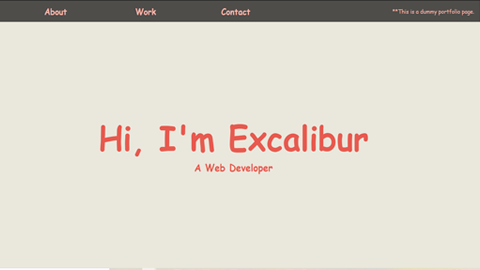 About Work Contact **This is a dummy portfolio page.
Hi, I'm Excalibur
A Web Developer